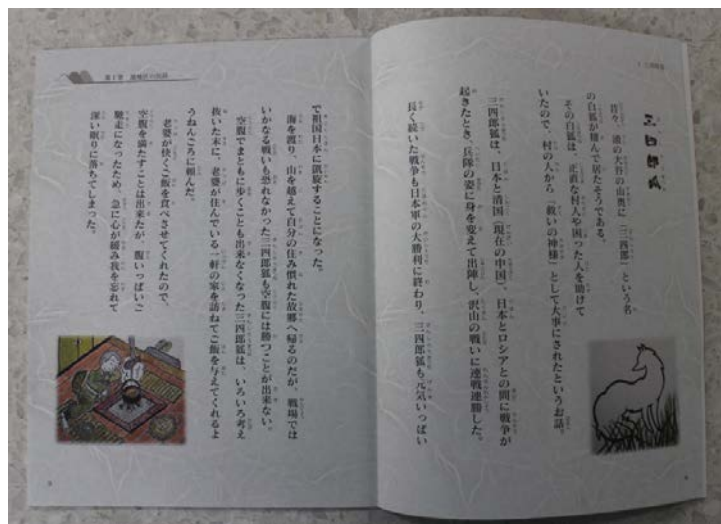 三四郎狐
昔々、浦の大谷の山奥に「三四郎」という名
の白狐が棲んで居たそうである。
その白狐は、正直な村人や困った人を助けて
いたので、村の人から「救いの神様」として大事にされたというお話。
三四郎狐は、日本と清国(現在の中国)、日本とロシアとの間に戦争が
起きたとき、兵隊の姿に身を変えて出陣し、沢山の戦いに連戦連勝した。
長く続いた戦争も日本軍の大勝利に終わり、三四郎狐も元気いっぱい
で祖国日本に凱旋することになった。
海を渡り、山を越えて自分の住み慣れた故郷へ帰るのだが、戦場では
いかなる戦いも恐れなかった三四郎狐も空腹には勝つことが出来ない。
空腹でまともに歩くことも出来なくなった三四郎狐は、いろいろ考え
抜いた末に、老婆が住んでいる一軒の家を訪ねてご飯を与えてくれるよ
うねんごろに頼んだ。
老婆が快くご飯を食べさせてくれたので、
空腹を満たすことは出来たが、腹いっぱいご
馳走になったため、急に心が緩み我を忘れて
深い眠りに落ちてしまった。